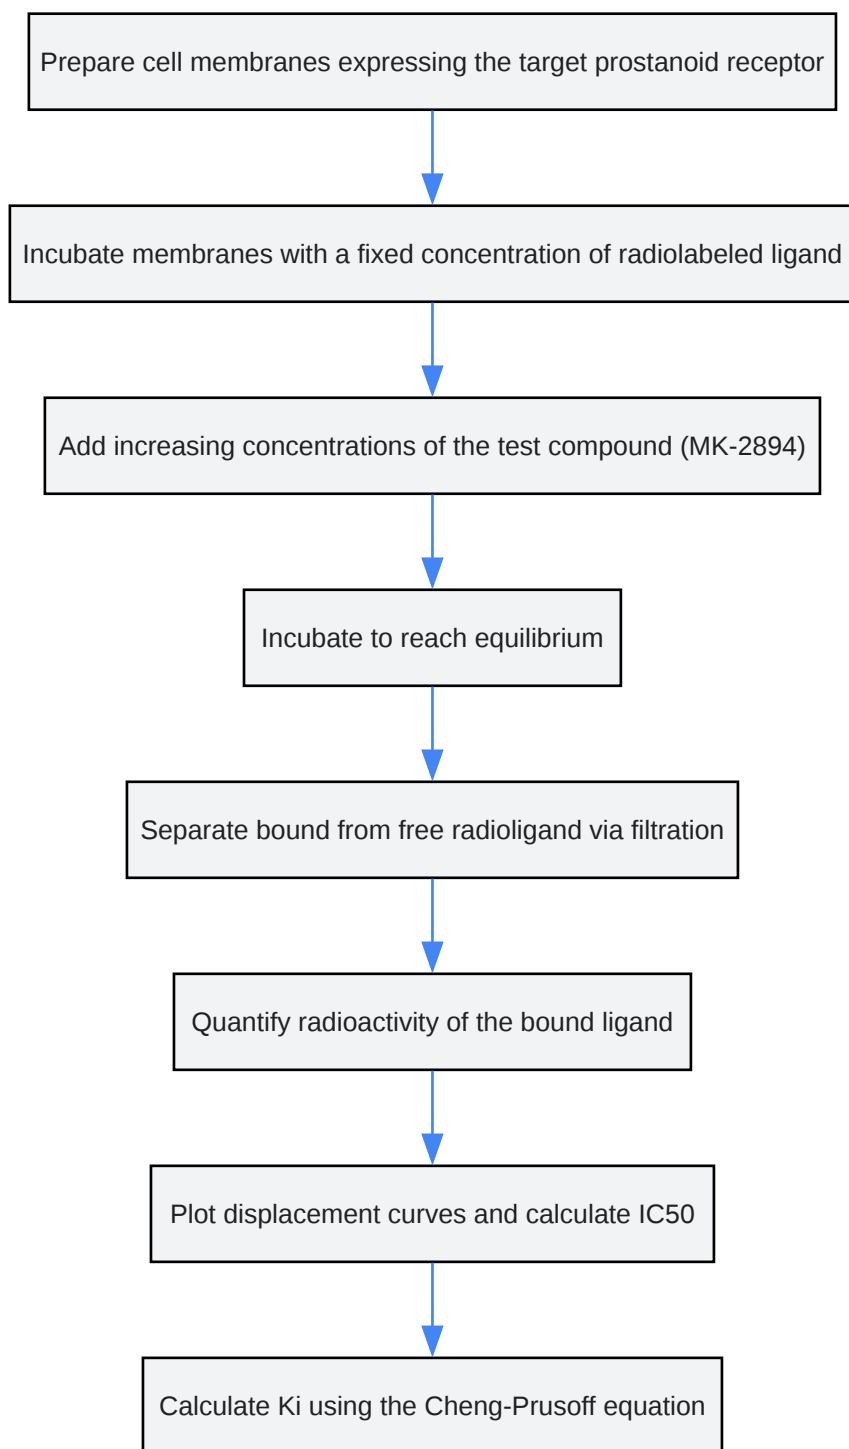 Prepare cell membranes expressing the target prostanoid receptor
Incubate membranes with a fixed concentration of radiolabeled ligand
Add increasing concentrations of the test compound (MK-2894)
Incubate to reach equilibrium
Separate bound from free radioligand via filtration
Quantify radioactivity of the bound ligand
Plot displacement curves and calculate IC50
Calculate Ki using the Cheng-Prusoff equation